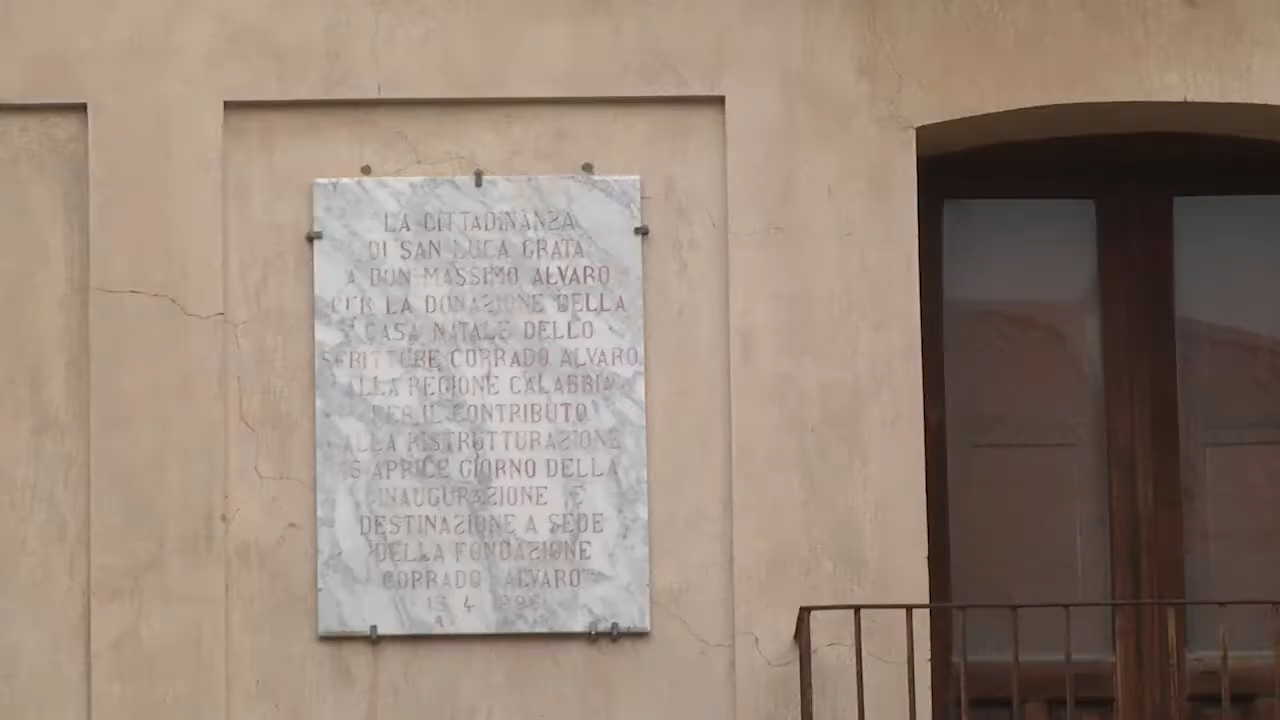 LA CITTADINANZA
DI SAN LUCA GRATA
A DON MASSIMO ALVARO
PER LA DONAZIONE DELLA
CASA NATALE DELLO
SCRITTORE CORRADO ALVARO
ALLA REGIONE CALABRIA
PER IL CONTRIBUTO
ALLA RISTRUTTURAZIONE
APRILE GIORNO DELLA
INAUGURAZIONE E
DESTINAZIONE A SEDE
DELLA FONDAZIONE
CORRADO ALVARO